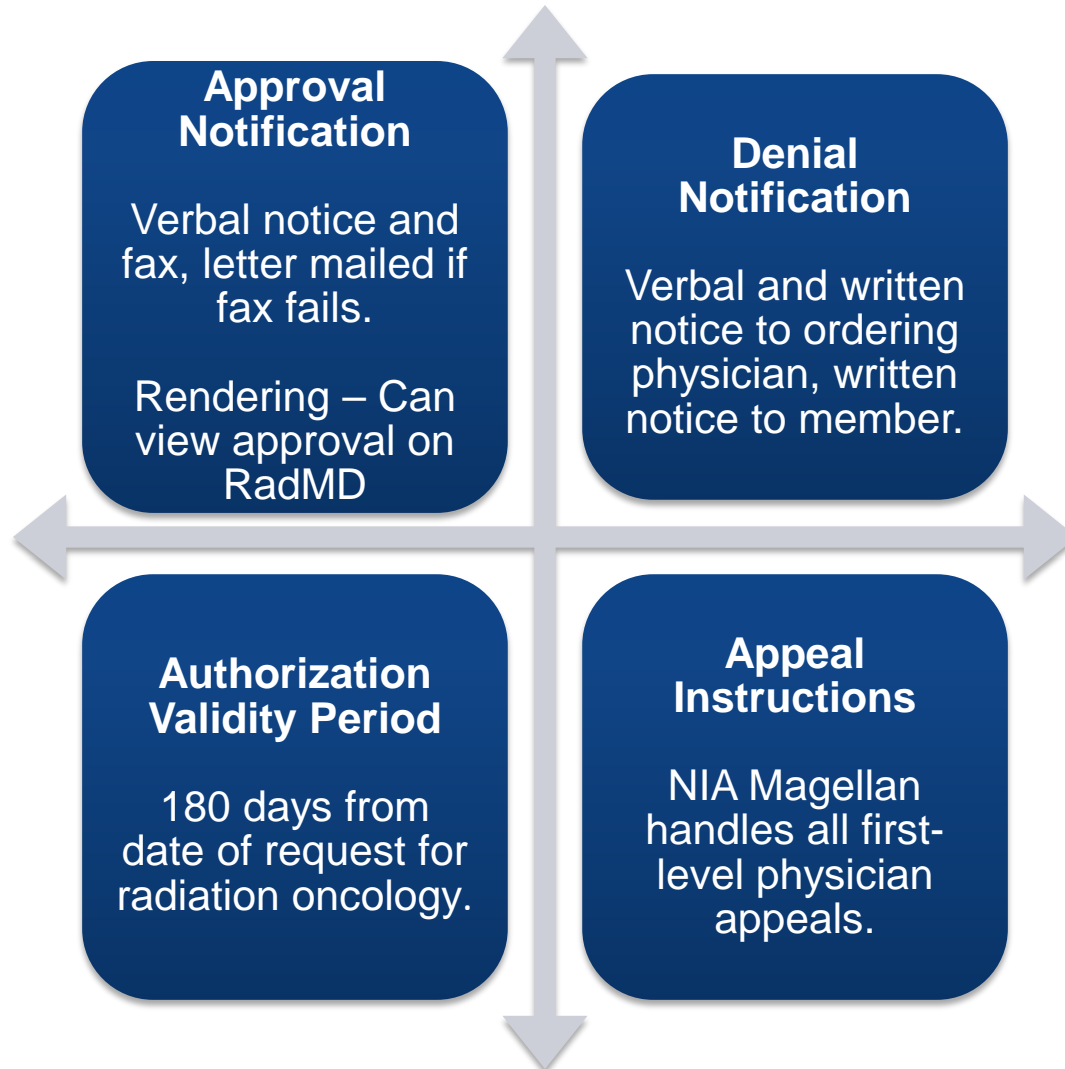 Approval
Notification
Verbal notice and
fax, letter mailed if
fax fails.
Rendering – Can
view approval on
RadMD
Denial
Notification
Verbal and written
notice to ordering
physician, written
notice to member.
Authorization
Validity Period
180 days from
date of request for
radiation oncology.
Appeal
Instructions
NIA Magellan
handles all first-
level physician
appeals.